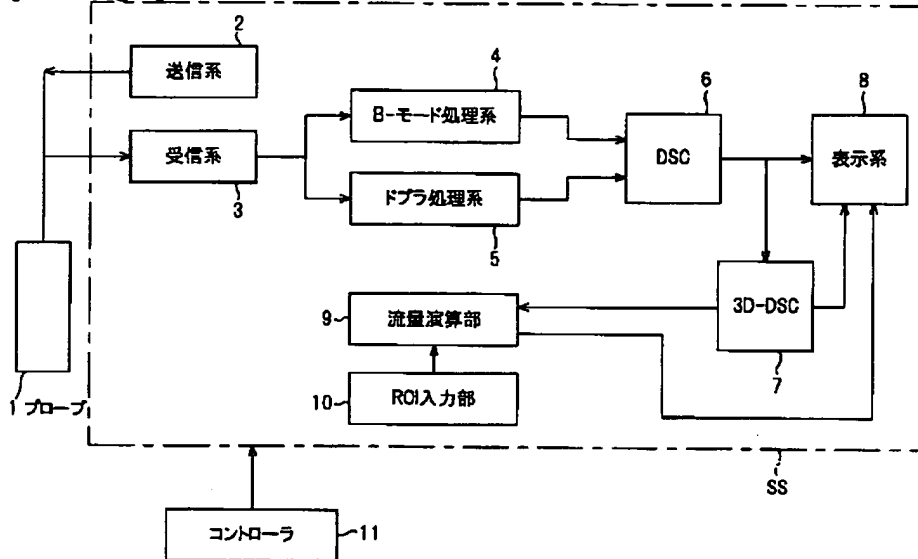 2
送信系
4
B-モード処理系
6
DSC
8
表示系
受信系
3
ドプラ処理系
5
9
流量演算部
3D-DSC
7
10
ROI入力部
1 プローブ
SS
コントローラ
11